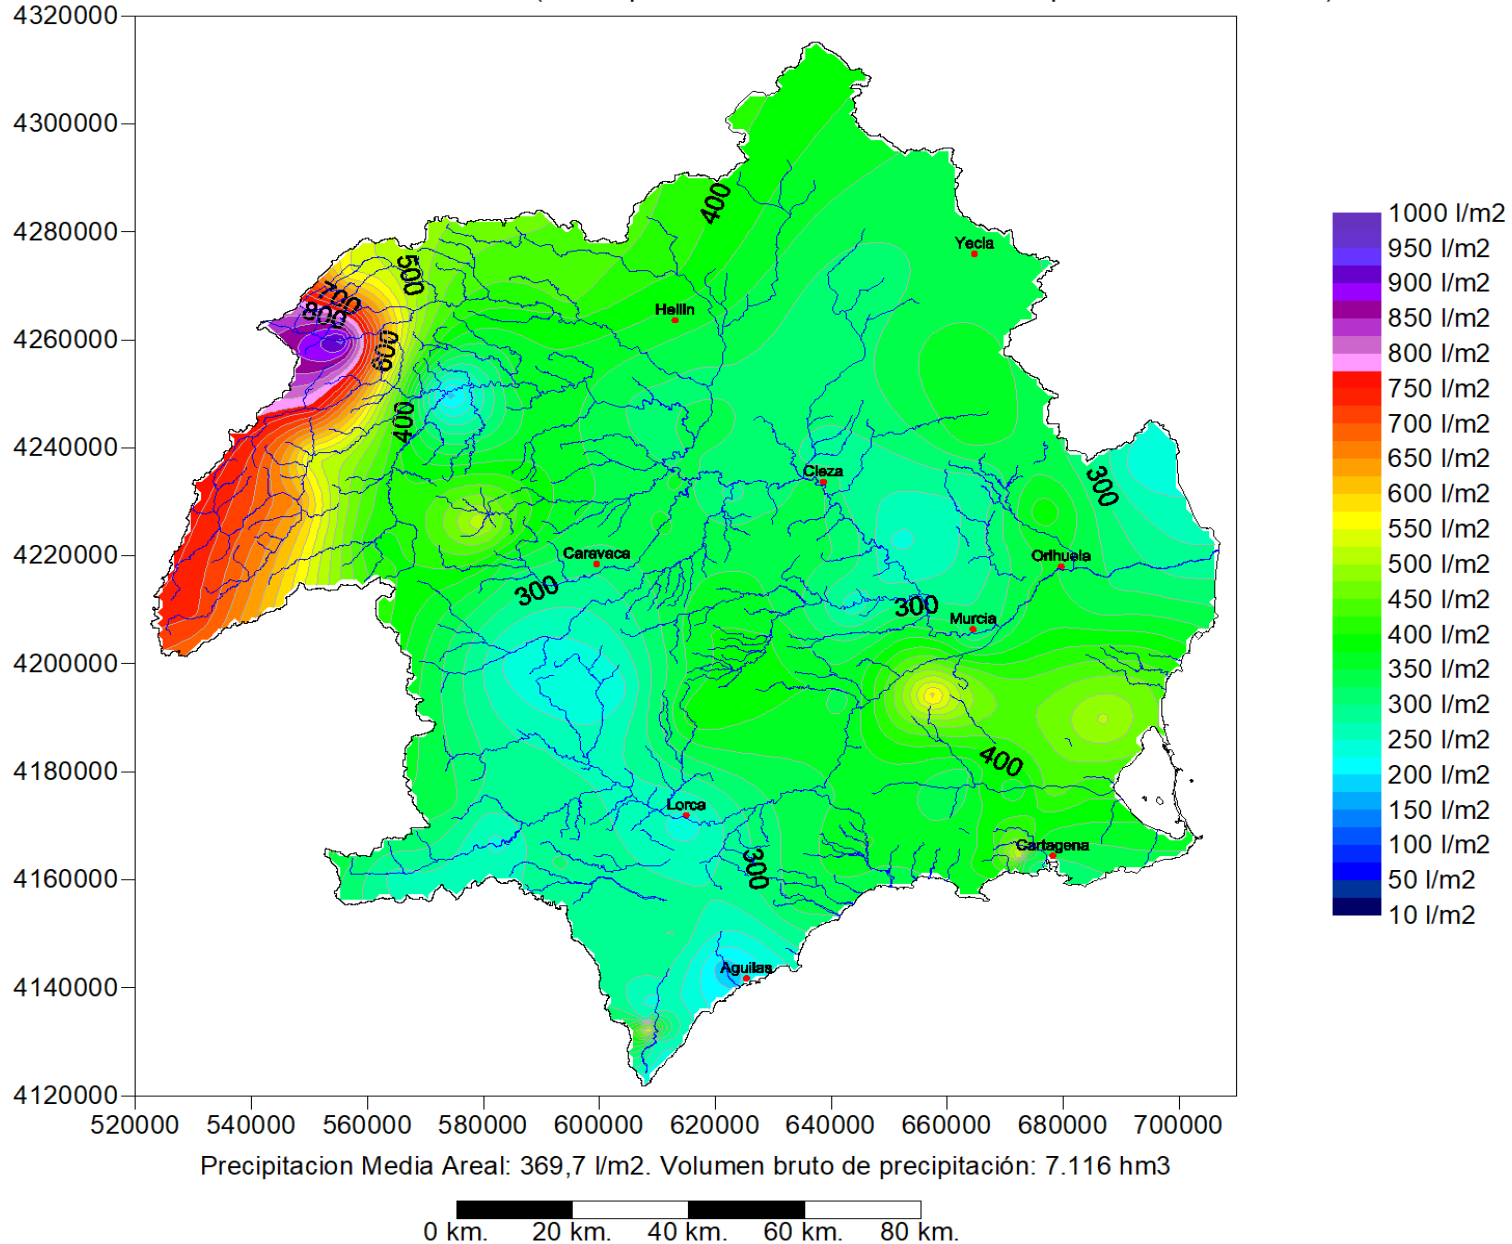 4320000
4300000
4280000
4260000
4240000
4220000
4200000
4180000
4160000
4140000
4120000
520000 540000 560000 580000 600000 620000 640000 660000 680000 700000
400
Yecla
500
700
800
Hellin
600
400
Cieza
300
Caravaca
Orihuela
300
300
Murcia
400
Lorca
Cartagena
300
Aguilas
1000 l/m2
950 l/m2
900 l/m2
850 l/m2
800 l/m2
750 l/m2
700 l/m2
650 l/m2
600 l/m2
550 l/m2
500 l/m2
450 l/m2
400 l/m2
350 l/m2
300 l/m2
250 l/m2
200 l/m2
150 l/m2
100 l/m2
50 l/m2
10 l/m2
Precipitacion Media Areal: 369,7 l/m2. Volumen bruto de precipitación: 7.116 hm3
0 km. 20 km. 40 km. 60 km. 80 km.